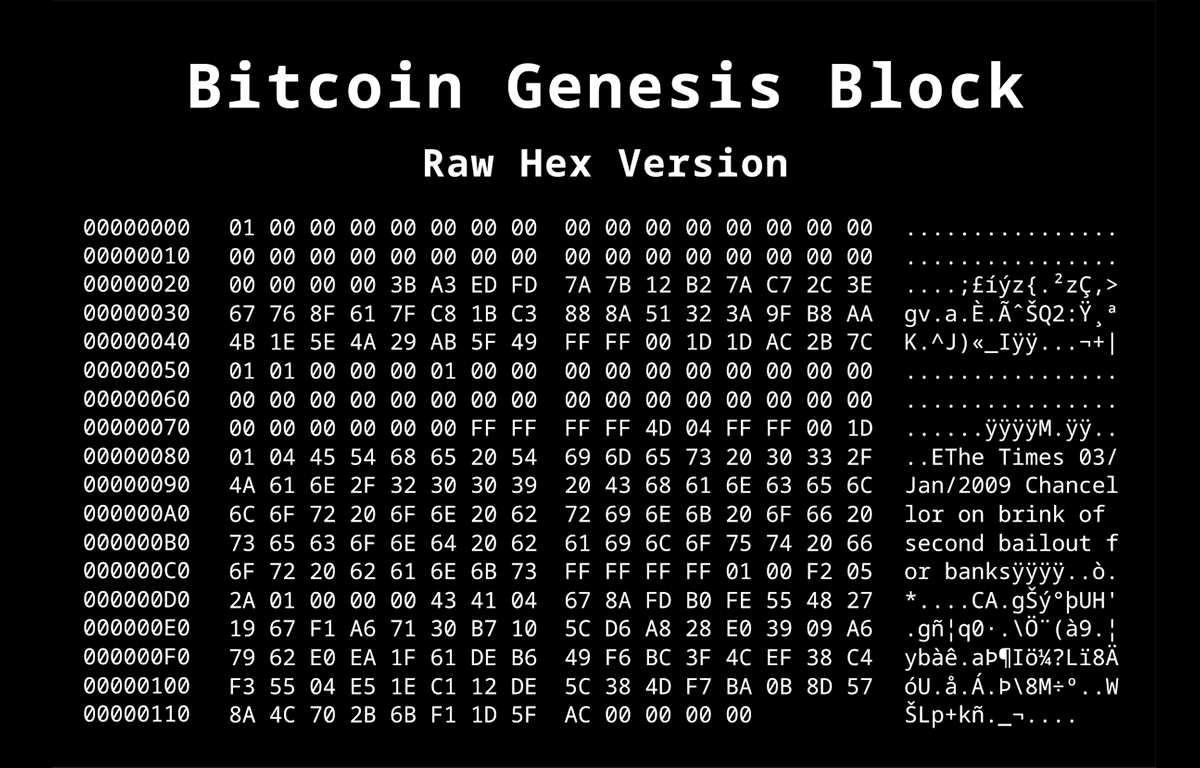 Bitcoin Genesis Block
Raw Hex Version
00000000 01 00 00 00 00 00 00 00 00 00 00 00 00 00 00 00 ................
00000010 00 00 00 00 00 00 00 00 00 00 00 00 00 00 00 00 ................
00000020 00 00 00 00 3B A3 ED FD 7A 7B 12 B2 7A C7 2C 3E ....;£íýz{.²zÇ,>
00000030 67 76 8F 61 7F C8 1B C3 88 8A 51 32 3A 9F B8 AA gv.a.È.ÃˆŠQ2:Ÿ¸ª
00000040 4B 1E 5E 4A 29 AB 5F 49 FF FF 00 1D 1D AC 2B 7C K.^J)«_Iÿÿ...¬+|
00000050 01 01 00 00 00 01 00 00 00 00 00 00 00 00 00 00 ................
00000060 00 00 00 00 00 00 00 00 00 00 00 00 00 00 00 00 ................
00000070 00 00 00 00 00 00 FF FF FF FF 4D 04 FF FF 00 1D ......ÿÿÿÿM.ÿÿ..
00000080 01 04 45 54 68 65 20 54 69 6D 65 73 20 30 33 2F ..EThe Times 03/
00000090 4A 61 6E 2F 32 30 30 39 20 43 68 61 6E 63 65 6C Jan/2009 Chancel
000000A0 6C 6F 72 20 6F 6E 20 62 72 69 6E 6B 20 6F 66 20 lor on brink of
000000B0 73 65 63 6F 6E 64 20 62 61 69 6C 6F 75 74 20 66 second bailout f
000000C0 6F 72 20 62 61 6E 6B 73 FF FF FF FF 01 00 F2 05 or banksÿÿÿÿ..ò.
000000D0 2A 01 00 00 00 43 41 04 67 8A FD B0 FE 55 48 27 *....CA.gŠý°þUH'
000000E0 19 67 F1 A6 71 30 B7 10 5C D6 A8 28 E0 39 09 A6 .gñ¦q0·.\Ö¨(à9.¦
000000F0 79 62 E0 EA 1F 61 DE B6 49 F6 BC 3F 4C EF 38 C4 ybàê.aÞ¶Iö¼?Lï8Ä
00000100 F3 55 04 E5 1E C1 12 DE 5C 38 4D F7 BA 0B 8D 57 óU.å.Á.Þ\8M÷º..W
00000110 8A 4C 70 2B 6B F1 1D 5F AC 00 00 00 00 ŠLp+kñ._¬....